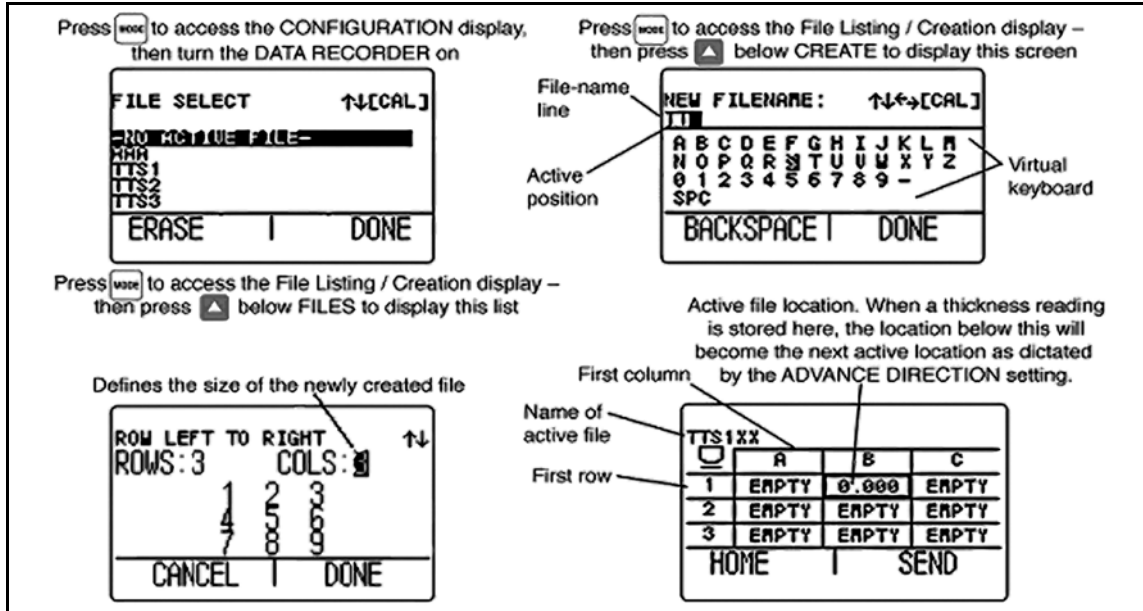 Press MODE to access the CONFIGURATION display,
then turn the DATA RECORDER on
FILE SELECT ↑↓[CAL]
-NO ACTIVE FILE-
AAA
TTS1
TTS2
TTS3
ERASE | DONE
Press MODE to access the File Listing / Creation display –
then press below FILES to display this list
Press MODE to access the File Listing / Creation display –
then press below CREATE to display this screen
File-name
line
Active
position
NEW FILENAME: ↑↓←→[CAL]
A B C D E F G H I J K L M
N O P Q R S T U V W X Y Z
0 1 2 3 4 5 6 7 8 9 –
SPC
BACKSPACE | DONE
Virtual
keyboard
Defines the size of the newly created file
ROW LEFT TO RIGHT ↑↓
ROWS:3 COLS:3
1 2 3
4 5 6
7 8 9
CANCEL | DONE
Active file location. When a thickness reading
is stored here, the location below this will
become the next active location as dictated
by the ADVANCE DIRECTION setting.
First column
Name of
active file
First row
TTS1XX
A B C
1 EMPTY 0.000 EMPTY
2 EMPTY EMPTY EMPTY
3 EMPTY EMPTY EMPTY
HOME | SEND